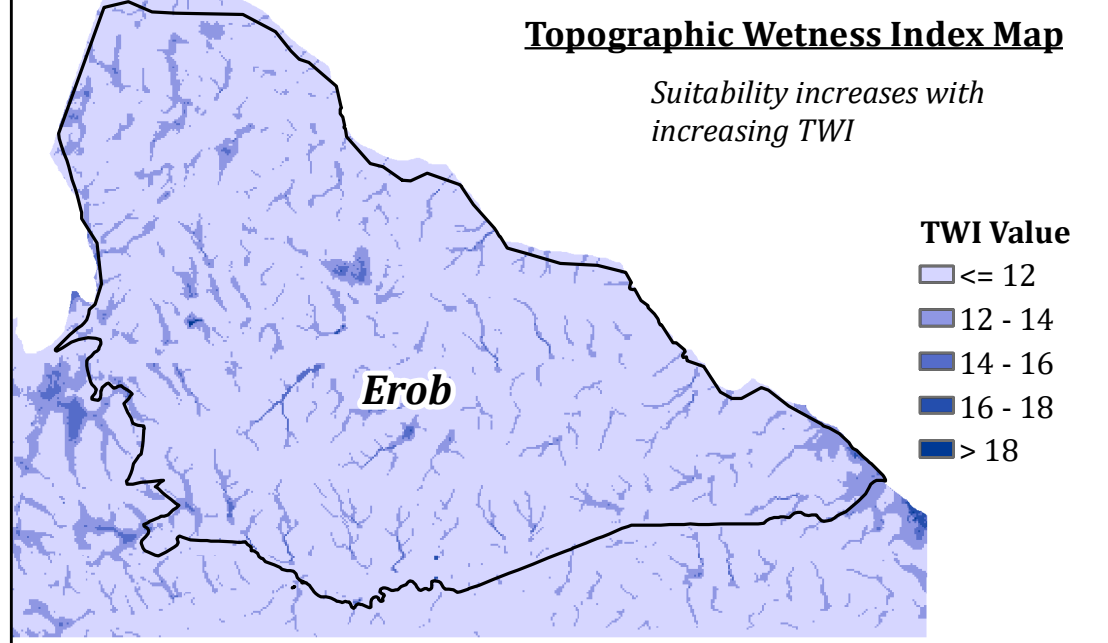 Topographic Wetness Index Map
Suitability increases with
increasing TWI
TWI Value
<= 12
12 - 14
14 - 16
16 - 18
> 18
Erob